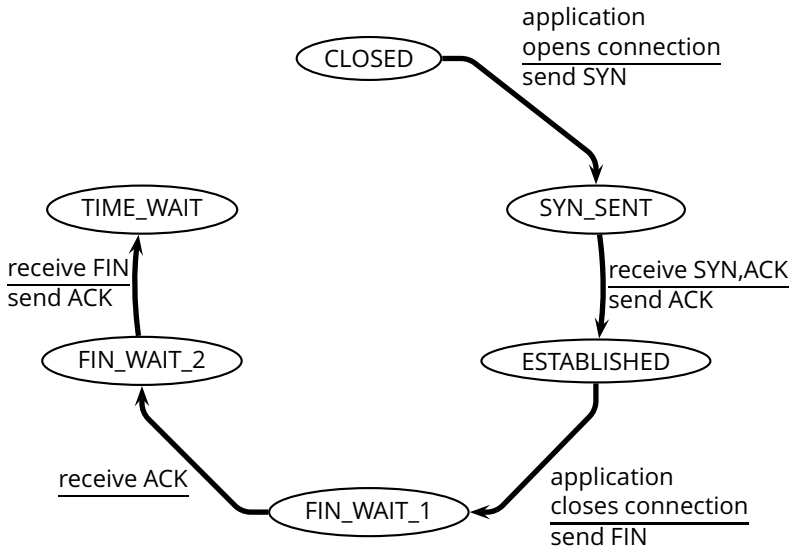 application
opens connection
send SYN
CLOSED
SYN_SENT
TIME_WAIT
receive SYN,ACK
send ACK
receive FIN
send ACK
ESTABLISHED
FIN_WAIT_2
application
closes connection
send FIN
receive ACK
FIN_WAIT_1